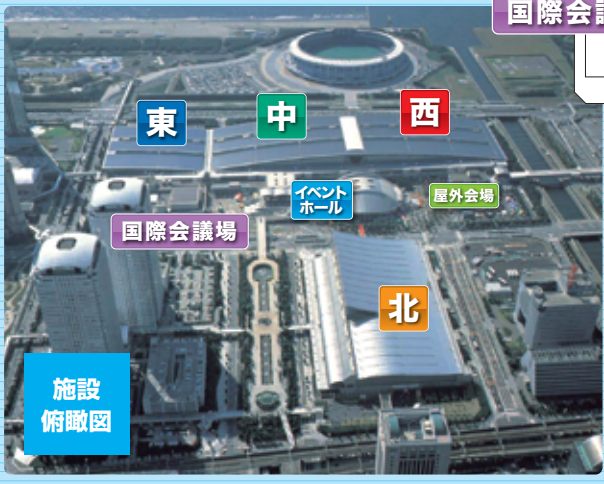 国際会議
東
中
西
イベント
ホール
屋外会場
国際会議場
北
施設
俯瞰図